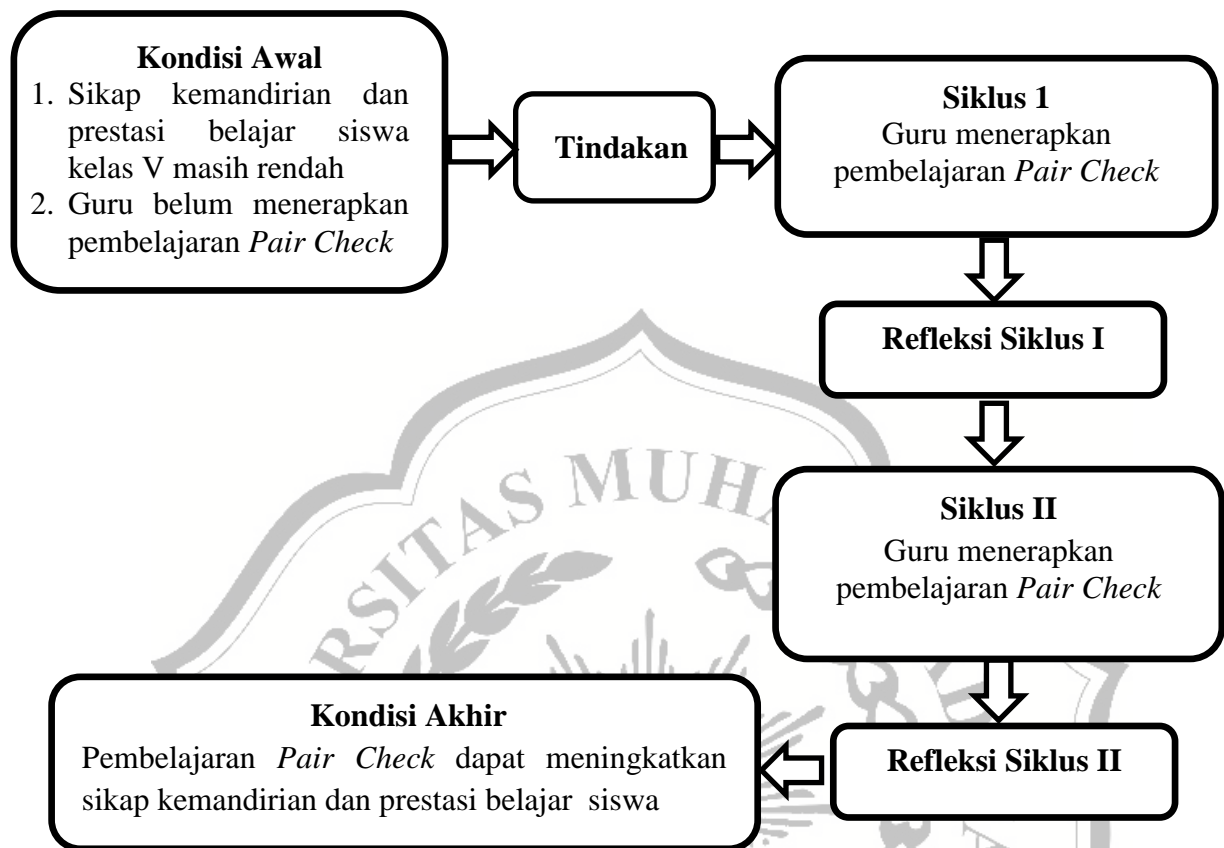 Kondisi Awal
1. Sikap kemandirian dan
prestasi belajar siswa
kelas V masih rendah
2. Guru belum menerapkan
pembelajaran Pair Check
Tindakan
Siklus 1
Guru menerapkan
pembelajaran Pair Check
Refleksi Siklus I
Siklus II
Guru menerapkan
pembelajaran Pair Check
Refleksi Siklus II
Kondisi Akhir
Pembelajaran Pair Check dapat meningkatkan
sikap kemandirian dan prestasi belajar siswa
RSITAS MUHA